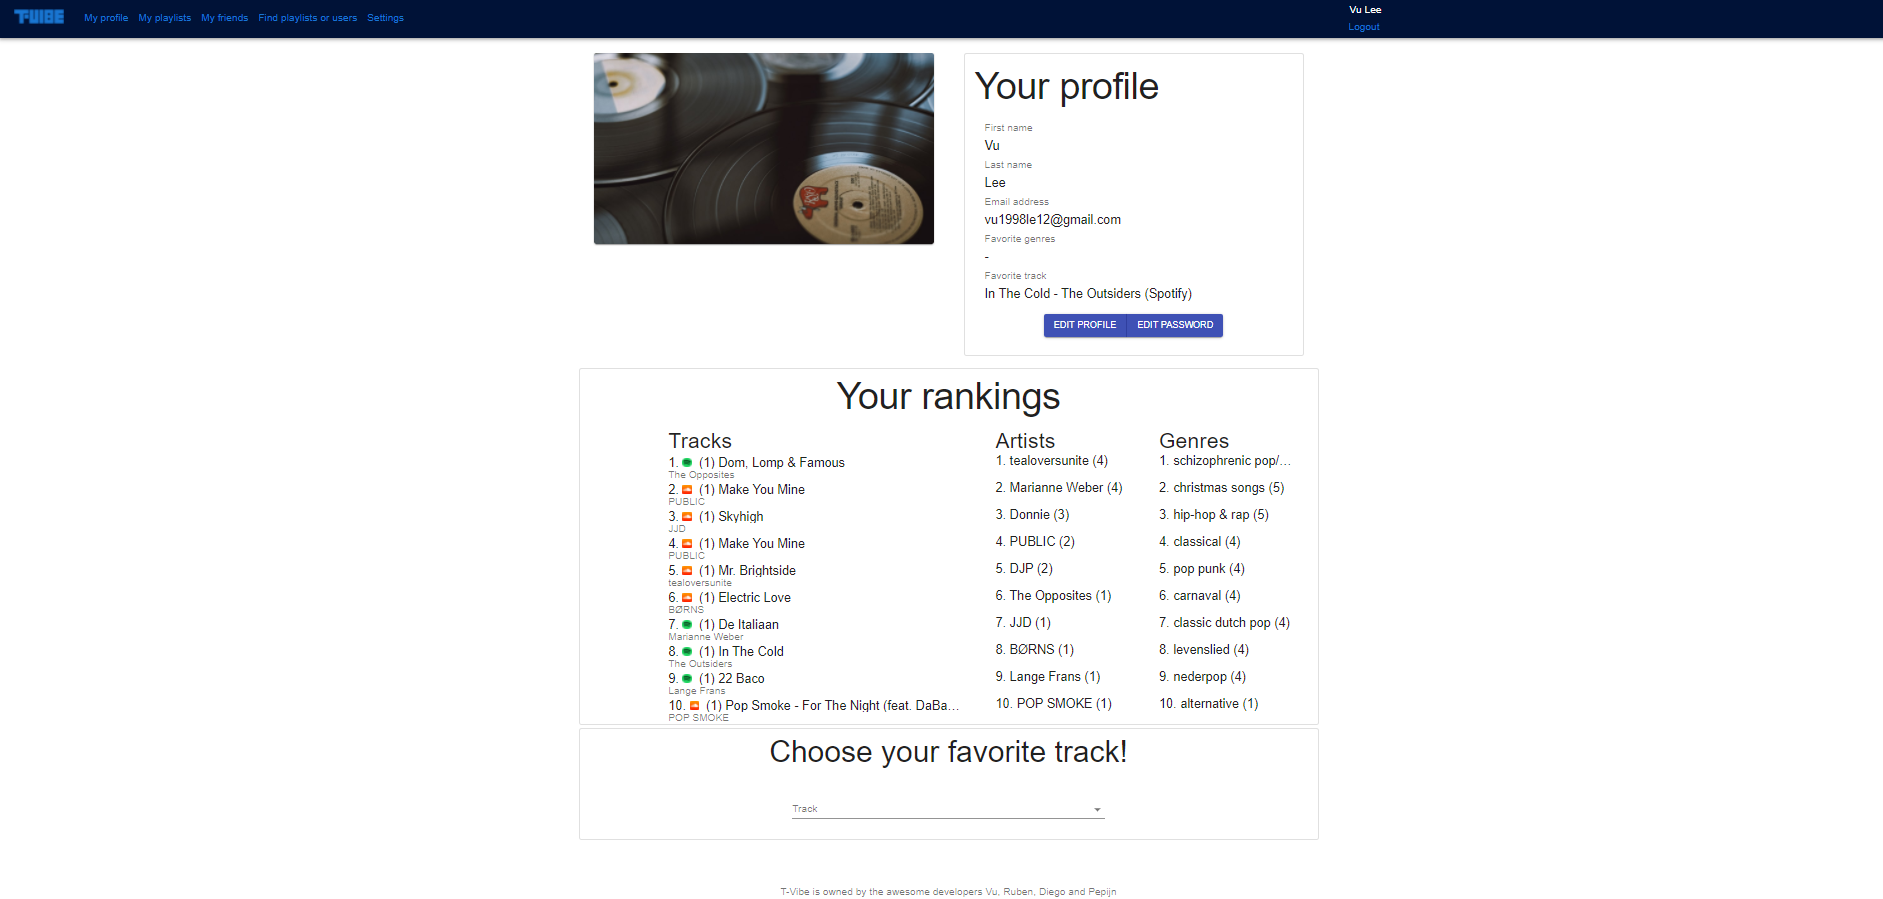 T-VIBE My profile My playlists My friends Find playlists or users Settings
Vu Lee
Logout
Your profile
First name
Vu
Last name
Lee
Email address
vu1998le12@gmail.com
Favorite genres
-
Favorite track
In The Cold - The Outsiders (Spotify)
EDIT PROFILE EDIT PASSWORD
Your rankings
Tracks
1. (1) Dom, Lomp & Famous
The Opposites
2. (1) Make You Mine
PUBLIC
3. (1) Skyhigh
JJD
4. (1) Make You Mine
PUBLIC
5. (1) Mr. Brightside
tealoversunite
6. (1) Electric Love
BØRNS
7. (1) De Italiaan
Marianne Weber
8. (1) In The Cold
The Outsiders
9. (1) 22 Baco
Lange Frans
10. (1) Pop Smoke - For The Night (feat. DaBa...
POP SMOKE
Artists
1. tealoversunite (4)
2. Marianne Weber (4)
3. Donnie (3)
4. PUBLIC (2)
5. DJP (2)
6. The Opposites (1)
7. JJD (1)
8. BØRNS (1)
9. Lange Frans (1)
10. POP SMOKE (1)
Genres
1. schizophrenic pop/...
2. christmas songs (5)
3. hip-hop & rap (5)
4. classical (4)
5. pop punk (4)
6. carnaval (4)
7. classic dutch pop (4)
8. levenslied (4)
9. nederpop (4)
10. alternative (1)
Choose your favorite track!
Track
T-Vibe is owned by the awesome developers Vu, Ruben, Diego and Pepijn